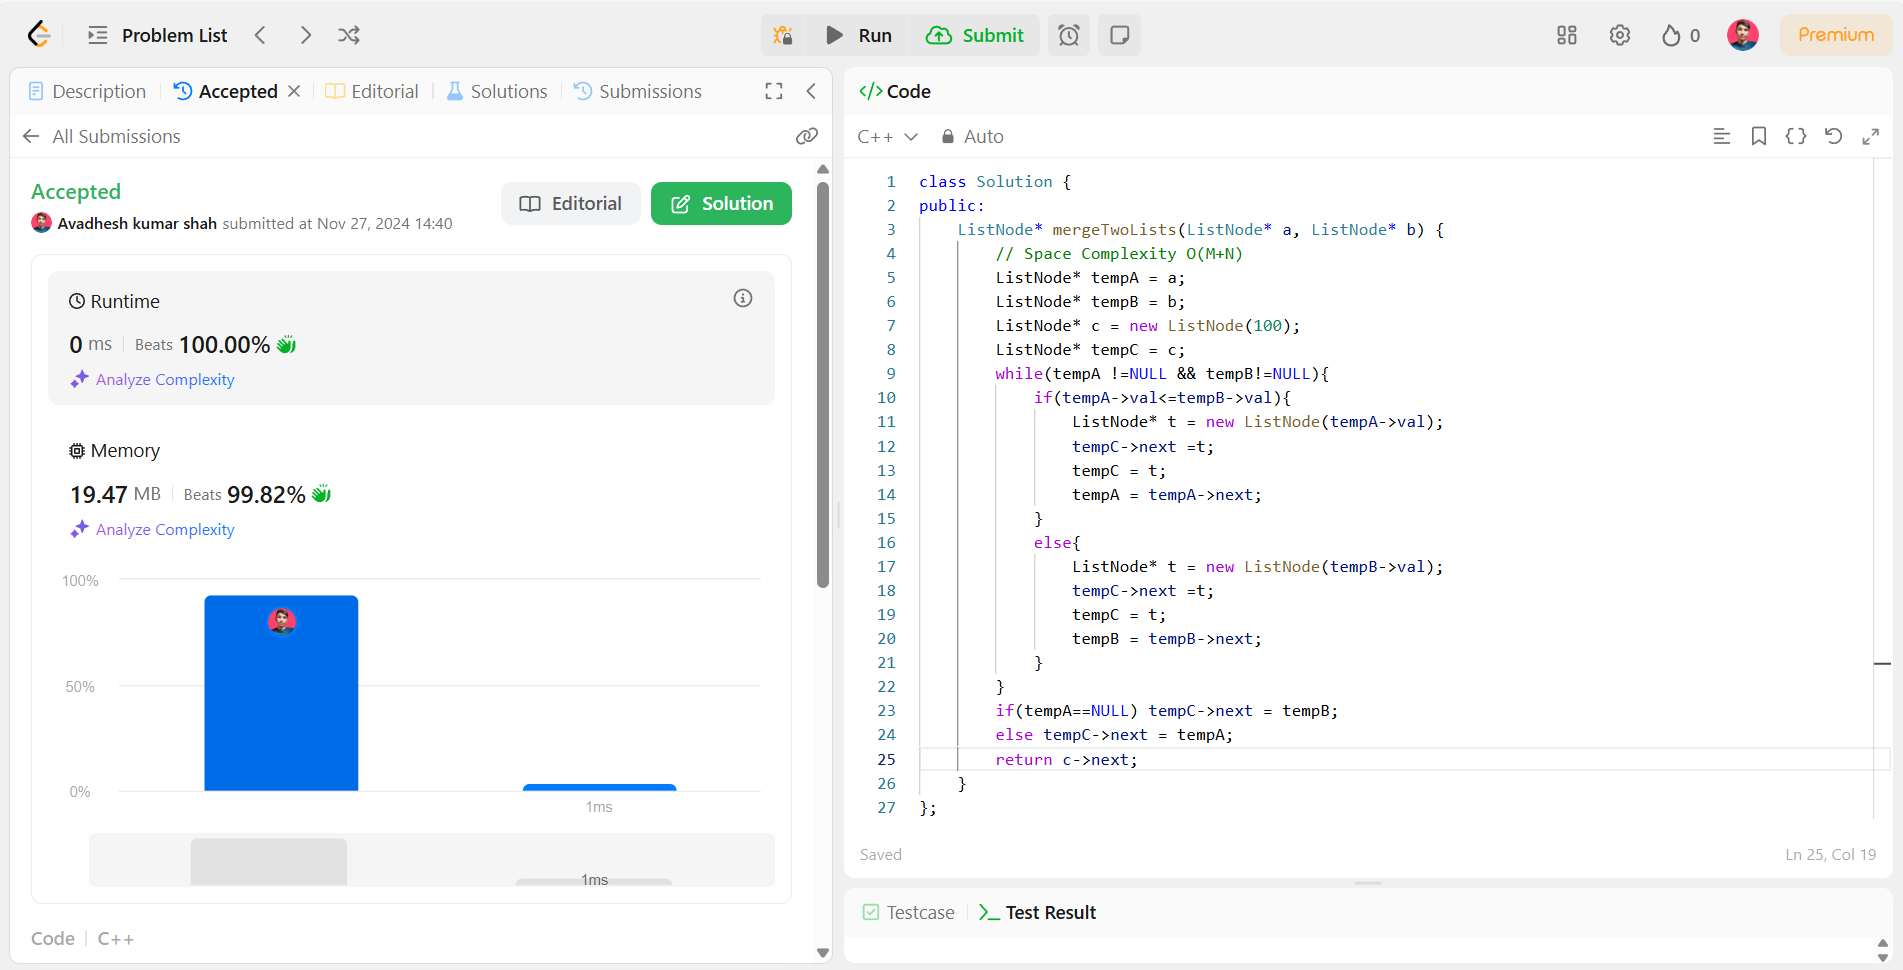 Problem List
Run
Submit
0
Premium
Description
Accepted
Editorial
Solutions
Submissions
All Submissions
Accepted
Avadhesh kumar shah submitted at Nov 27, 2024 14:40
Editorial
Solution
Runtime
0 ms Beats 100.00%
Analyze Complexity
Memory
19.47 MB Beats 99.82%
Analyze Complexity
100%
50%
0%
1ms
1ms
Code C++
</> Code
C++ Auto
1 class Solution {
2 public:
3 ListNode* mergeTwoLists(ListNode* a, ListNode* b) {
4 // Space Complexity O(M+N)
5 ListNode* tempA = a;
6 ListNode* tempB = b;
7 ListNode* c = new ListNode(100);
8 ListNode* tempC = c;
9 while(tempA !=NULL && tempB!=NULL){
10 if(tempA->val<=tempB->val){
11 ListNode* t = new ListNode(tempA->val);
12 tempC->next =t;
13 tempC = t;
14 tempA = tempA->next;
15 }
16 else{
17 ListNode* t = new ListNode(tempB->val);
18 tempC->next =t;
19 tempC = t;
20 tempB = tempB->next;
21 }
22 }
23 if(tempA==NULL) tempC->next = tempB;
24 else tempC->next = tempA;
25 return c->next;
26 }
27 };
Saved
Ln 25, Col 19
Testcase
Test Result